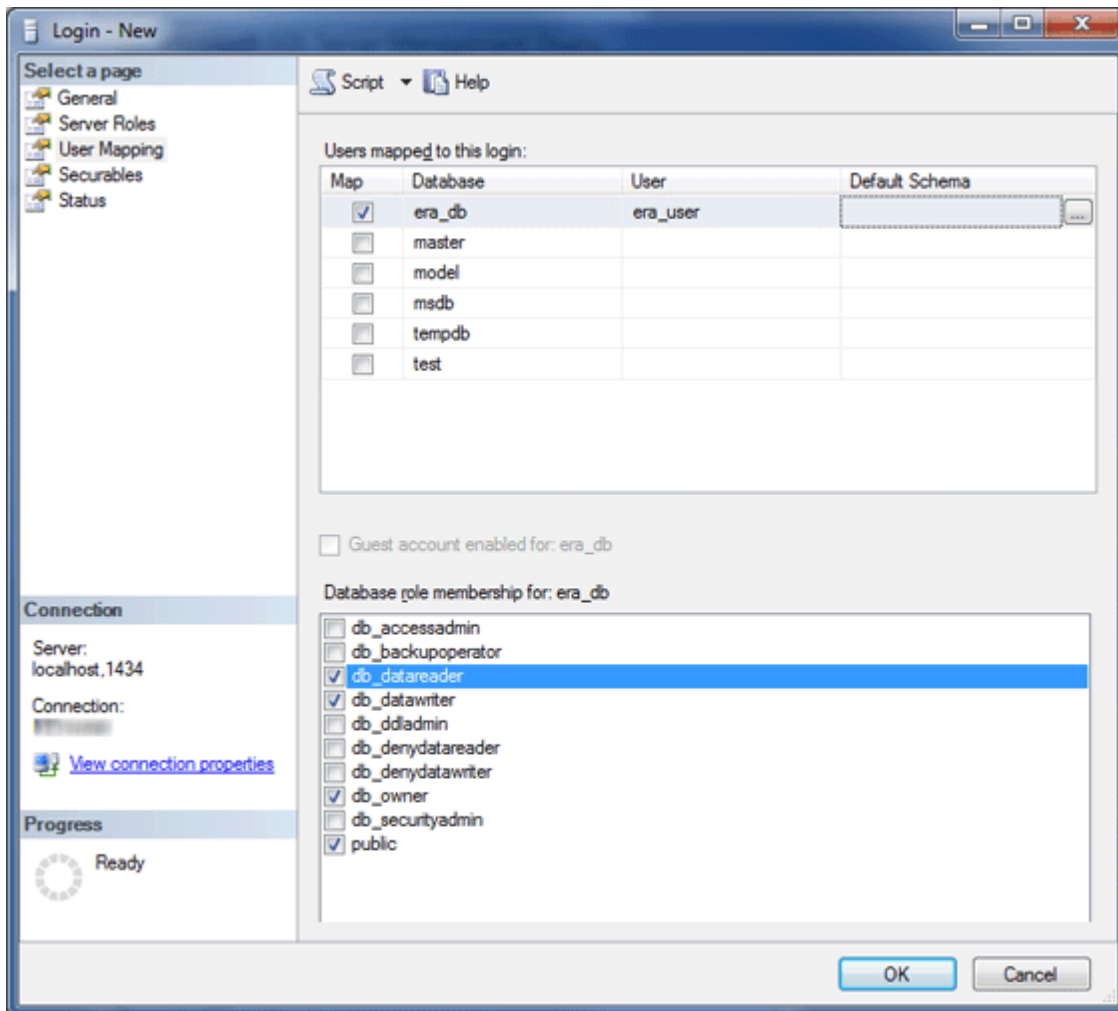 Login - New
Select a page
General
Server Roles
User Mapping
Securables
Status
Script Help
Users mapped to this login:
Map Database User Default Schema
era_db era_user ...
master
model
msdb
tempdb
test
Guest account enabled for: era_db
Database role membership for: era_db
db_accessadmin
db_backupoperator
db_datareader
db_datawriter
db_ddladmin
db_denydatareader
db_denydatawriter
db_owner
db_securityadmin
public
Connection
Server:
localhost,1434
Connection:
View connection properties
Progress
Ready
OK Cancel